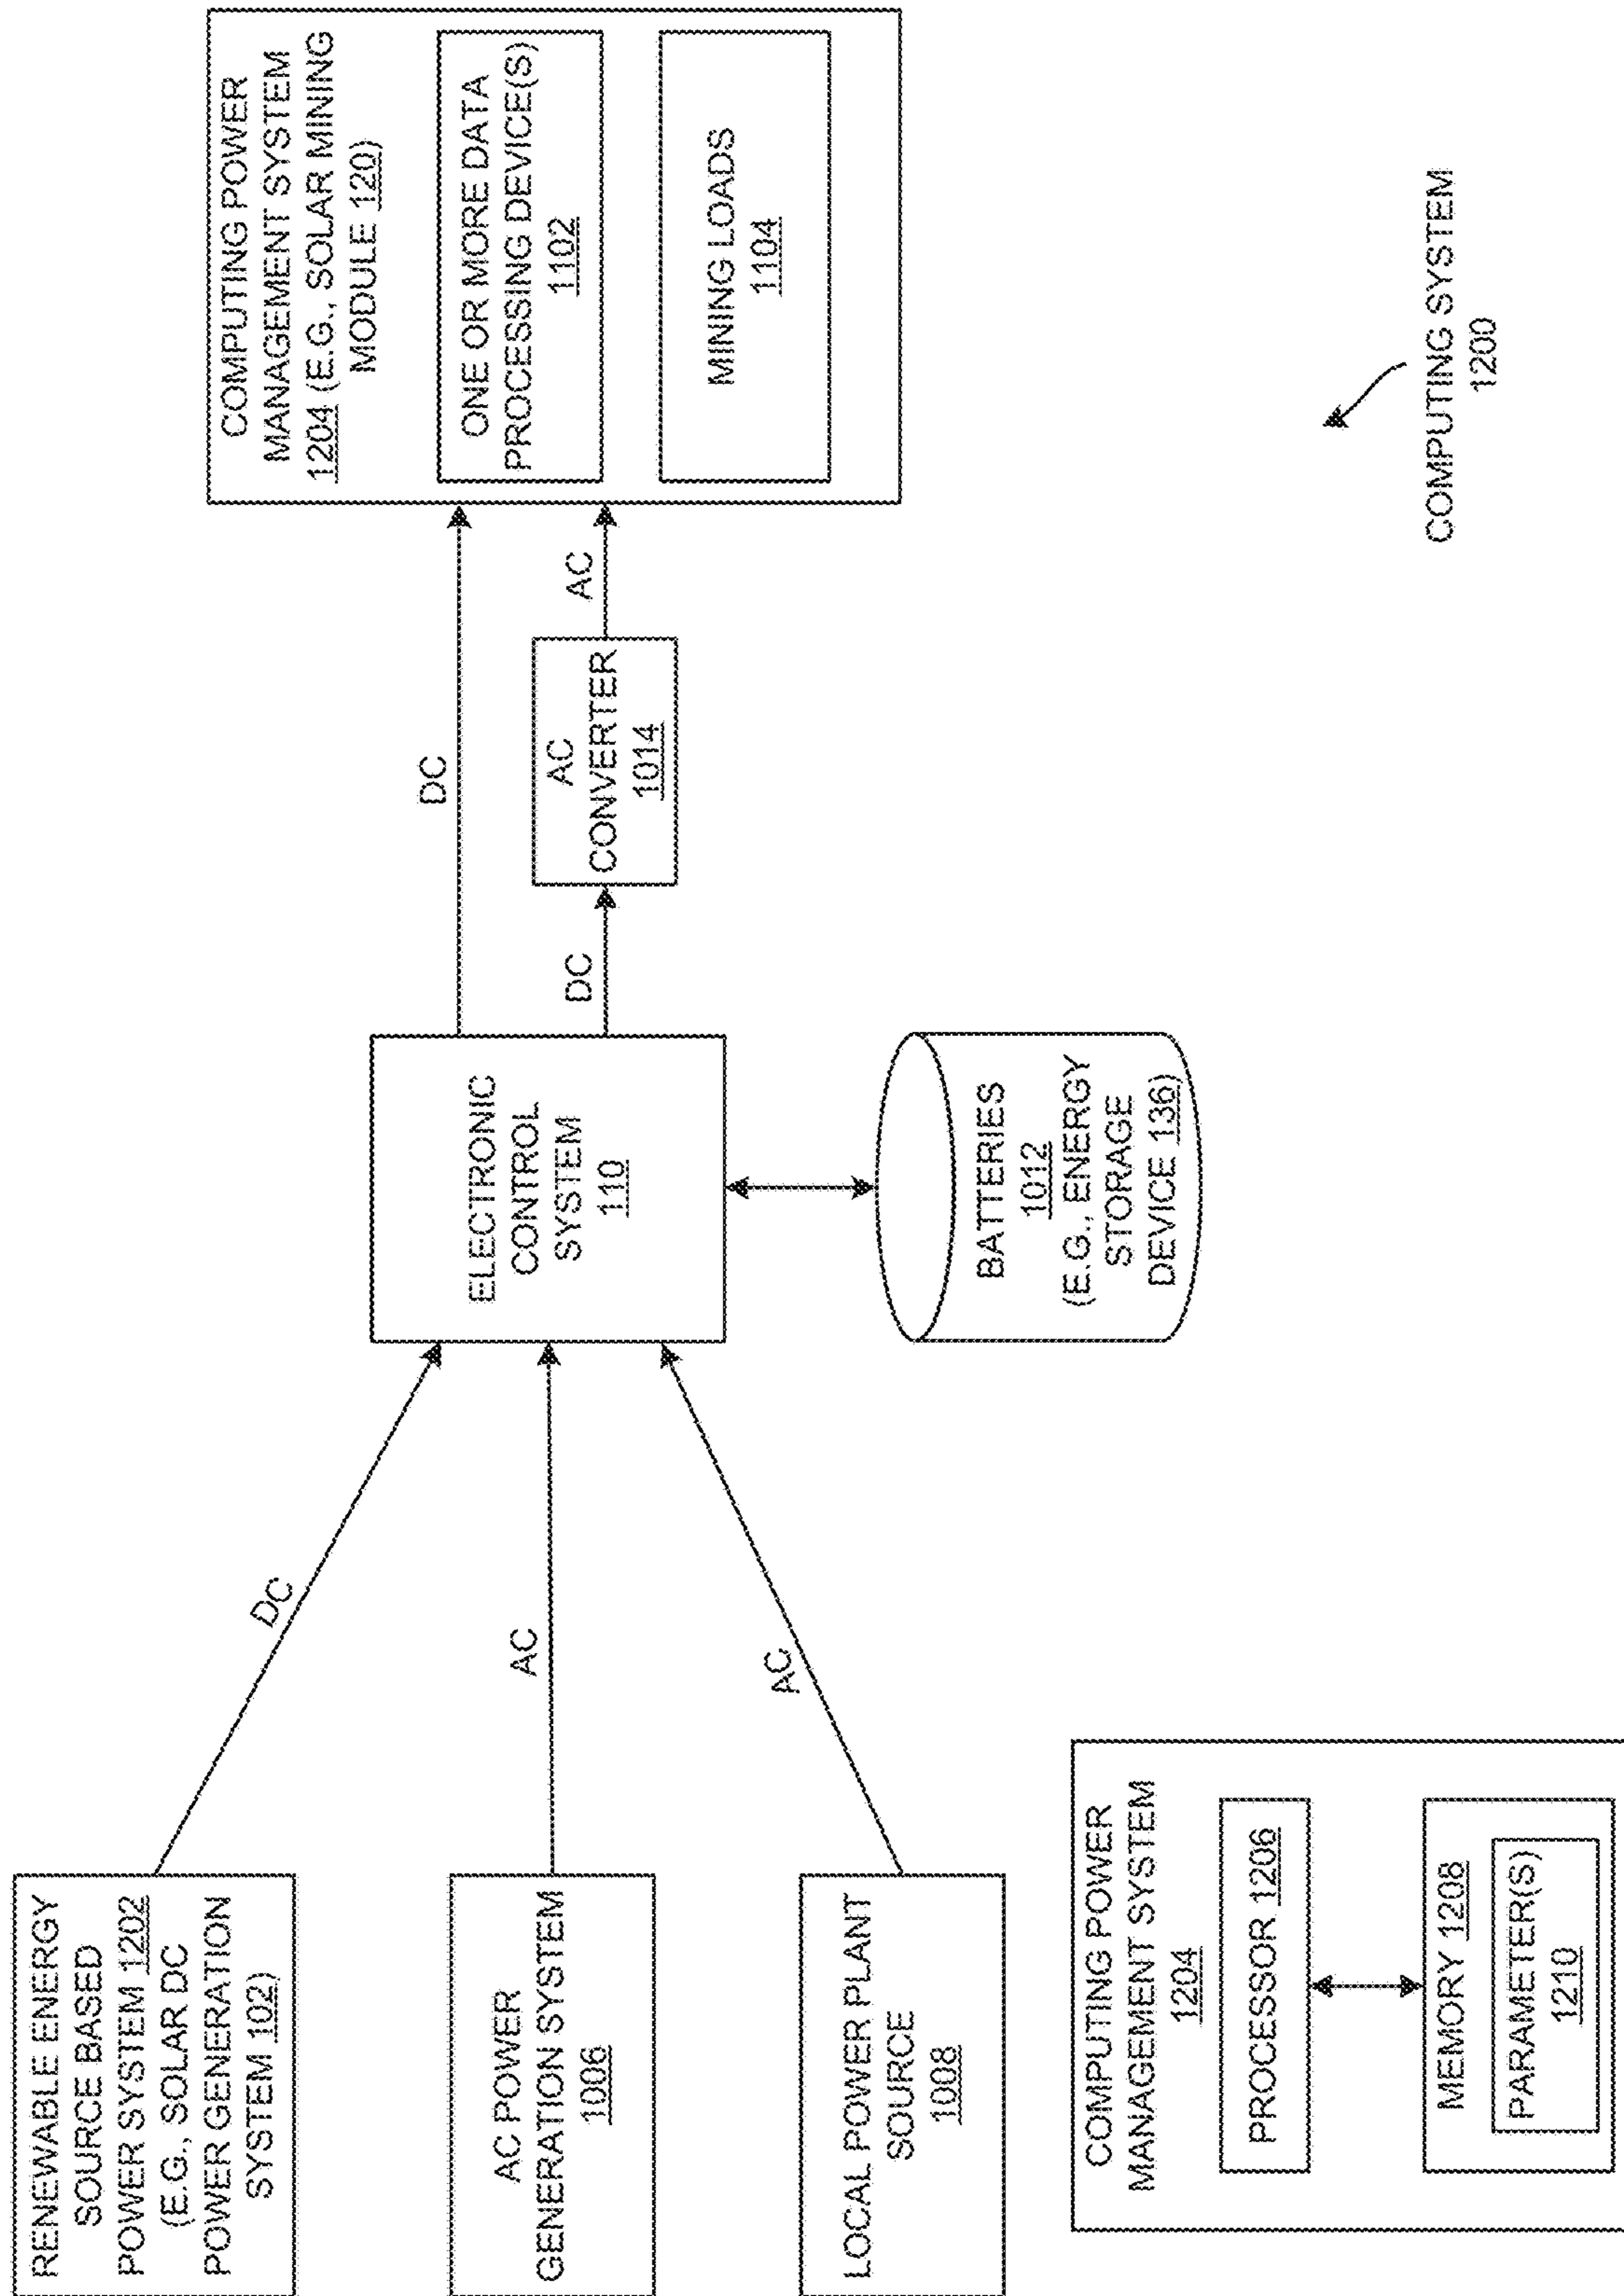 RENEWABLE ENERGY
SOURCE BASED
POWER SYSTEM 1202
(E.G., SOLAR DC
POWER GENERATION
SYSTEM 102)
DC
AC POWER
GENERATION SYSTEM
1006
AC
LOCAL POWER PLANT
SOURCE
1008
AC
ELECTRONIC
CONTROL
SYSTEM
110
BATTERIES
1012
(E.G., ENERGY
STORAGE
DEVICE 136)
DC
DC
AC
CONVERTER
1014
AC
COMPUTING POWER
MANAGEMENT SYSTEM
1204 (E.G., SOLAR MINING
MODULE 120)
ONE OR MORE DATA
PROCESSING DEVICE(S)
1102
MINING LOADS
1104
COMPUTING POWER
MANAGEMENT SYSTEM
1204
PROCESSOR 1206
MEMORY 1208
PARAMETER(S)
1210
COMPUTING SYSTEM
1200